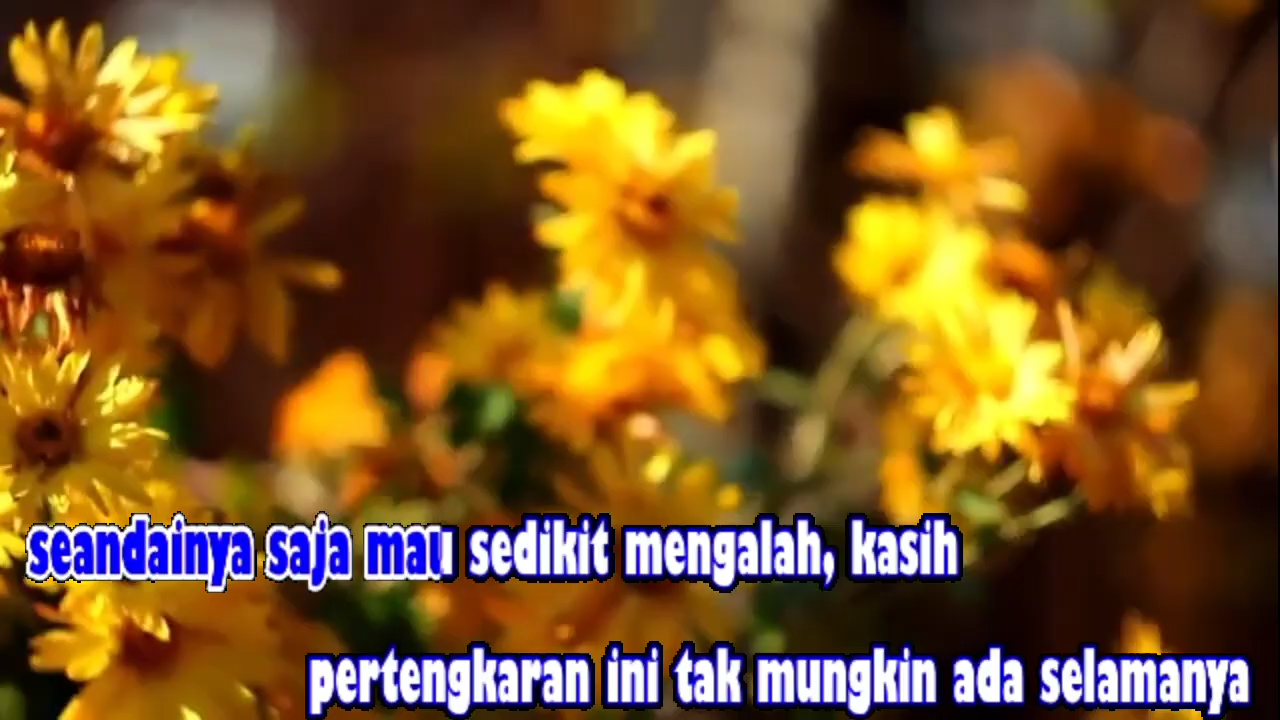 seandainya saja mau sedikit mengalah, kasih
pertengkaran ini tak mungkin ada selamanya